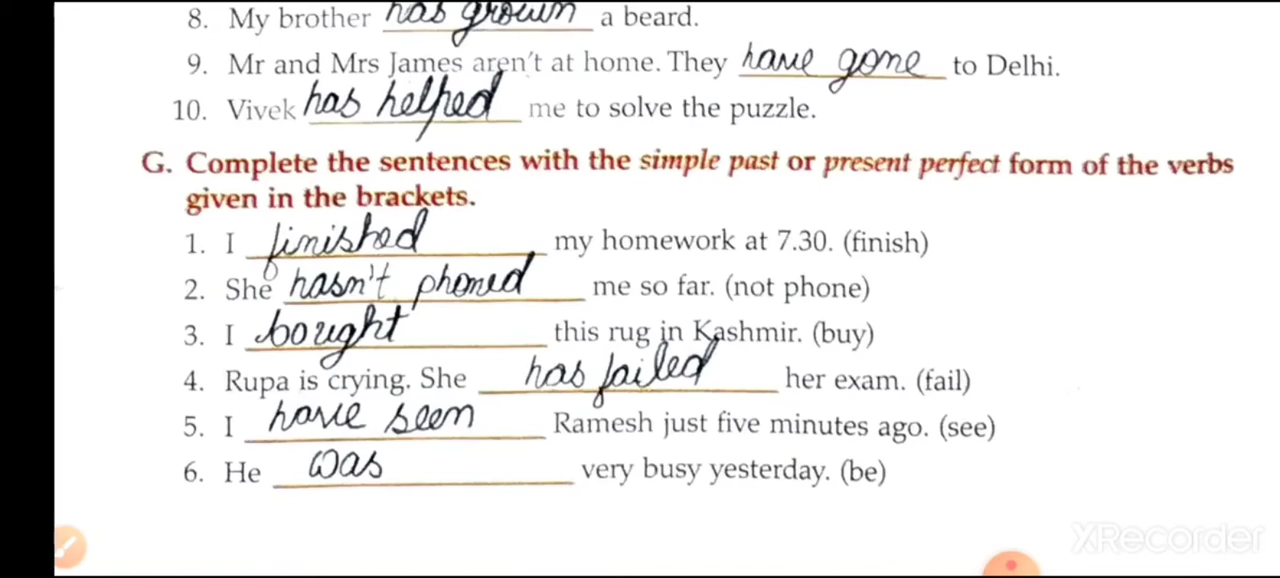 8. My brother has grown a beard.
9. Mr and Mrs James aren't at home. They have gone to Delhi.
10. Vivek has helped me to solve the puzzle.
G. Complete the sentences with the simple past or present perfect form of the verbs
given in the brackets.
1. I finished my homework at 7.30. (finish)
2. She hasn't phoned me so far. (not phone)
3. I bought this rug in Kashmir. (buy)
4. Rupa is crying. She has failed her exam. (fail)
5. I have seen Ramesh just five minutes ago. (see)
6. He was very busy yesterday. (be)
XRecorder